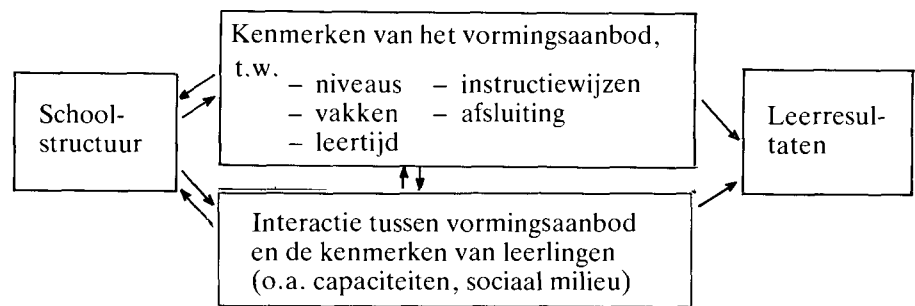 Kenmerken van het vormingsaanbod,
t.w.
– niveaus – instructiewijzen
– vakken – afsluiting
– leertijd
School-
structuur
Leerresul-
taten
Interactie tussen vormingsaanbod
en de kenmerken van leerlingen
(o.a. capaciteiten, sociaal milieu)